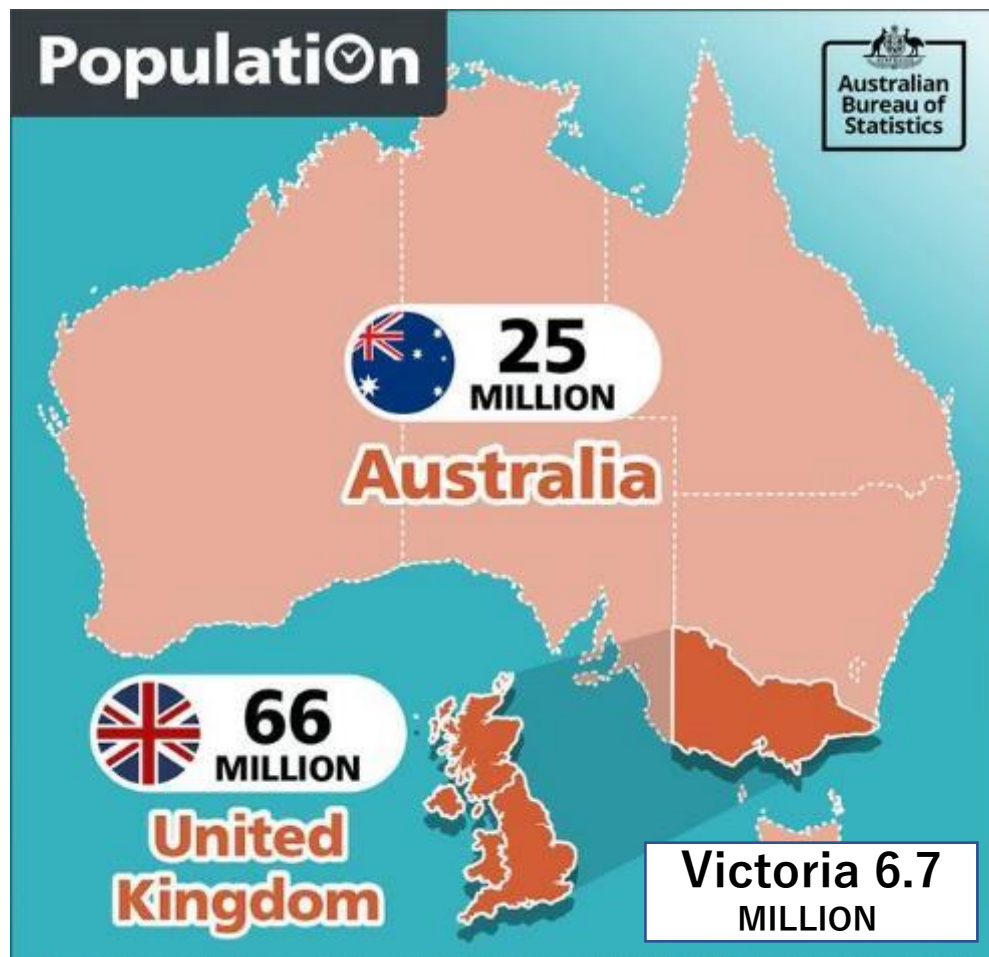 Population
Australian
Bureau of
Statistics
25
MILLION
Australia
66
MILLION
United
Kingdom
Victoria 6.7
MILLION